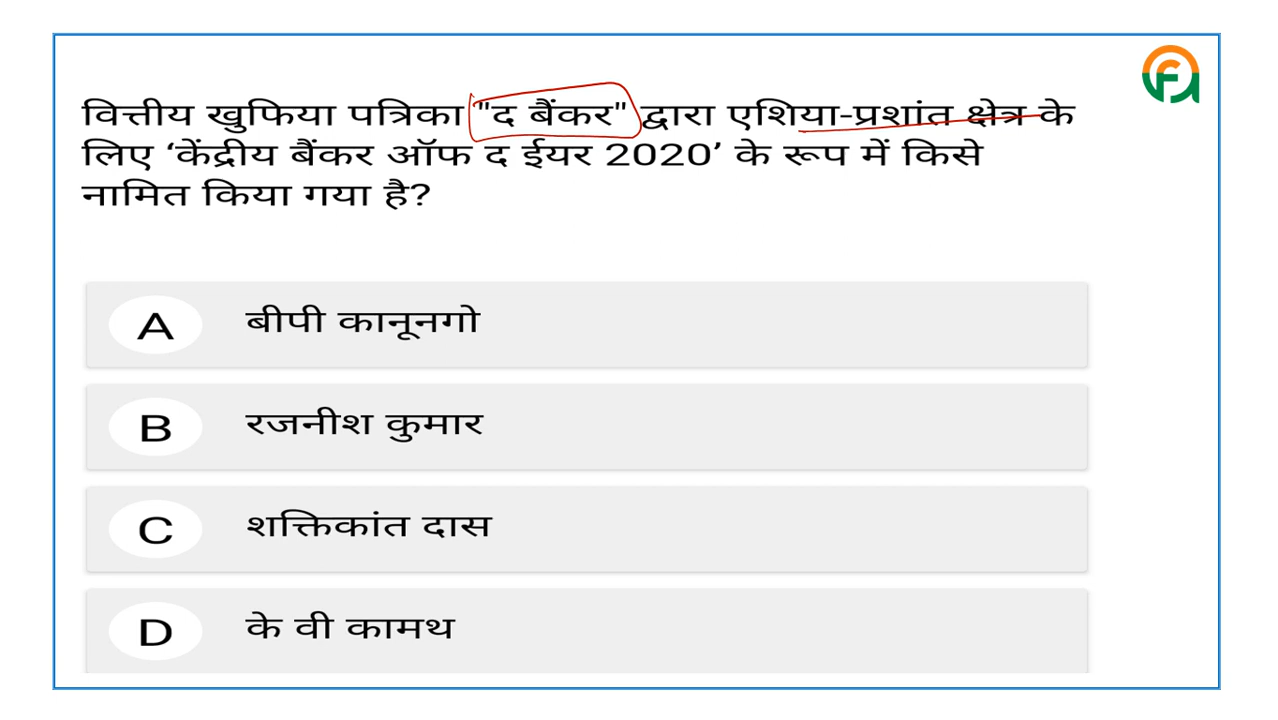 वित्तीय खुफिया पत्रिका "द बैंकर" द्वारा एशिया-प्रशांत क्षेत्र के
लिए ‘केंद्रीय बैंकर ऑफ द ईयर 2020’ के रूप में किसे
नामित किया गया है?
A बीपी कानूनगो
B रजनीश कुमार
C शक्तिकांत दास
D के वी कामथ